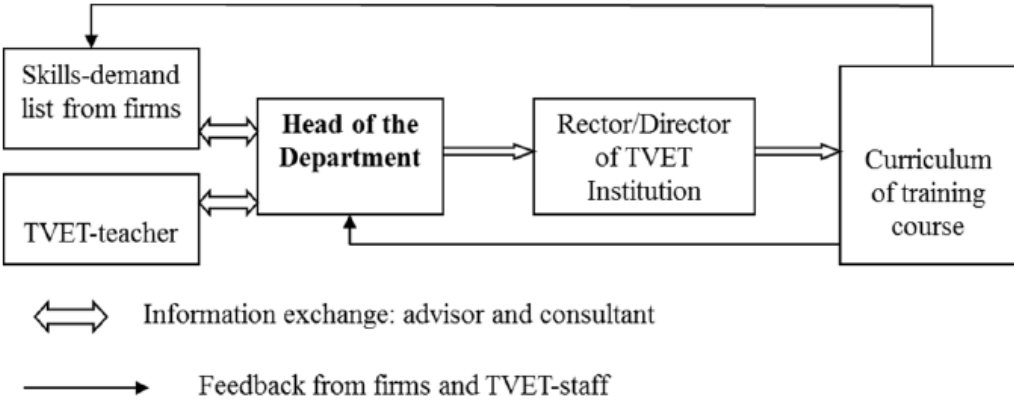 Skills-demand
list from firms
TVET-teacher
Head of the
Department
Rector/Director
of TVET
Institution
Curriculum
of training
course
Information exchange: advisor and consultant
Feedback from firms and TVET-staff